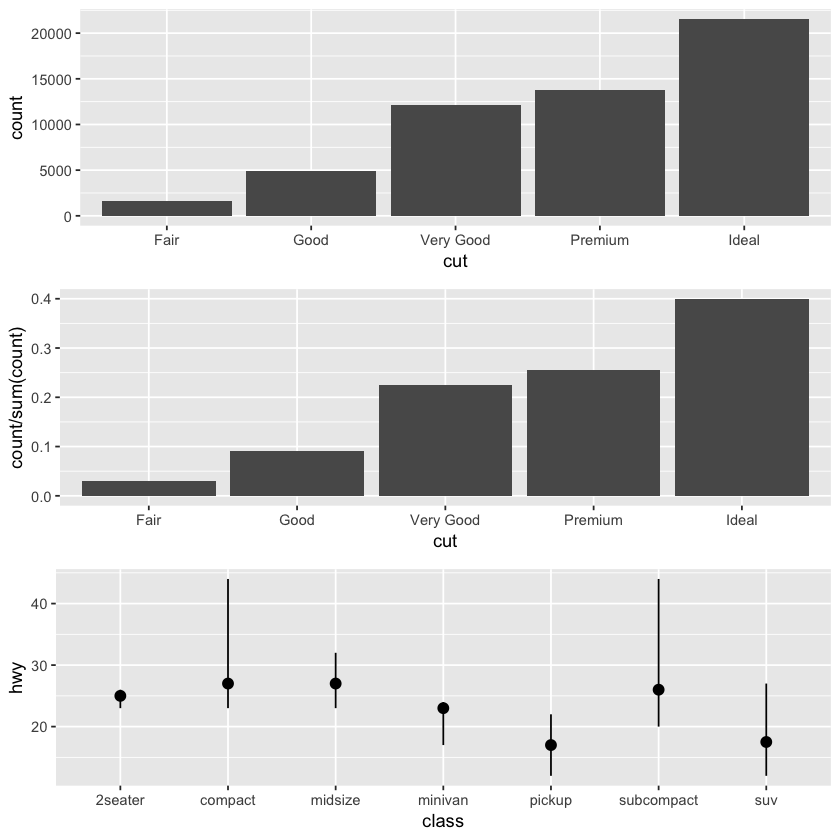 20000
15000
10000
5000
0
count
Fair Good Very Good Premium Ideal
cut
0.4
0.3
0.2
0.1
0.0
count/sum(count)
Fair Good Very Good Premium Ideal
cut
40
30
20
hwy
2seater compact midsize minivan pickup subcompact suv
class